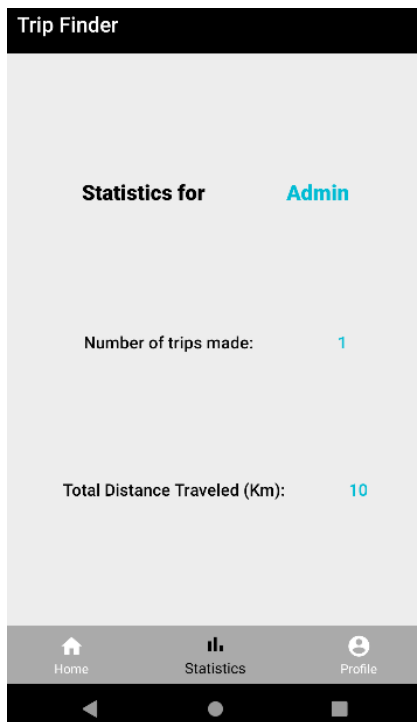 Trip Finder
Statistics for Admin
Number of trips made: 1
Total Distance Traveled (Km): 10
Home Statistics Profile